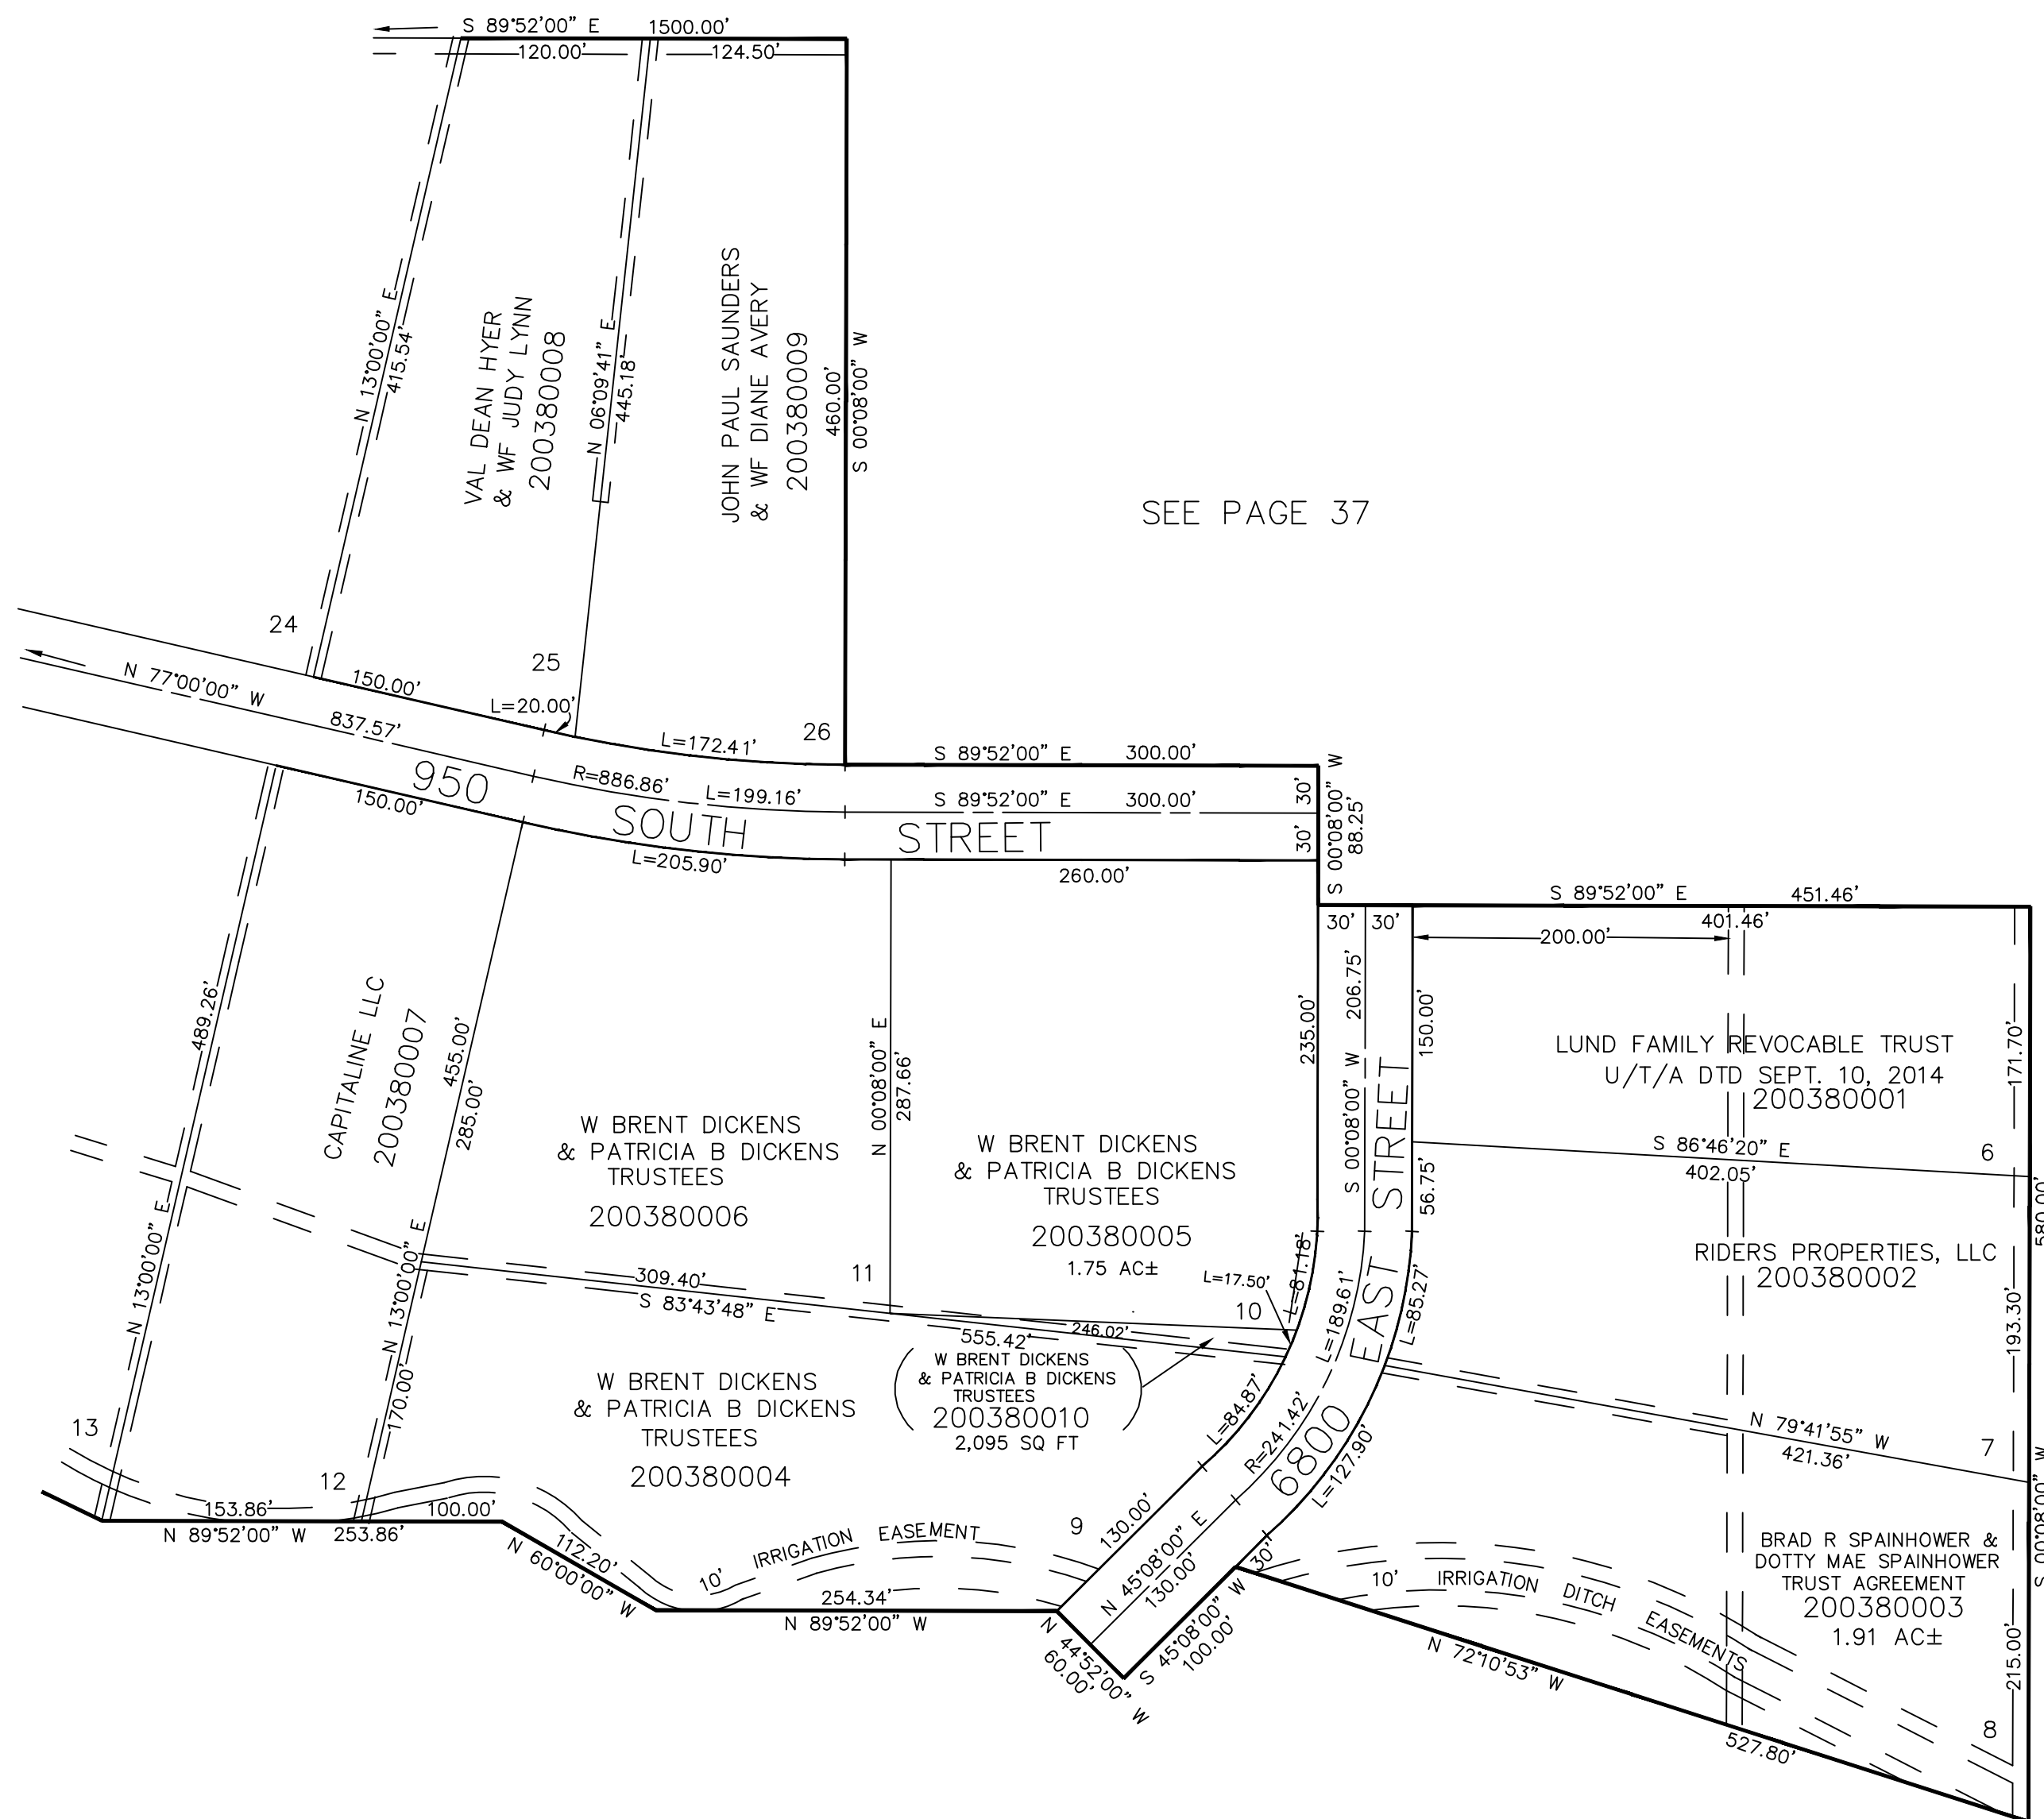 S 89°52'00" E 1500.00'
120.00' 124.50'
N 13°00'00" E
415.54'
VAL DEAN HYER
& WF JUDY LYNN
200380008
N 06°09'41" E
445.18'
JOHN PAUL SAUNDERS
& WF DIANE AVERY
200380009
460.00'
S 00°08'00" W
SEE PAGE 37
24
25
26
N 77°00'00" W
837.57'
150.00'
L=20.00'
L=172.41'
R=886.86'
L=199.16'
S 89°52'00" E 300.00'
S 89°52'00" E 300.00'
30'
30'
S 00°08'00" W
88.25'
950 SOUTH STREET
150.00'
L=205.90'
260.00'
S 89°52'00" E 451.46'
401.46'
30' 30'
200.00'
489.26'
N 13°00'00" E
CAPITALINE LLC
200380007
455.00'
285.00'
N 13°00'00" E
170.00'
W BRENT DICKENS
& PATRICIA B DICKENS
TRUSTEES
200380006
N 00°08'00" E
287.66'
W BRENT DICKENS
& PATRICIA B DICKENS
TRUSTEES
200380005
1.75 AC±
235.00'
206.75'
S 00°08'00" W
150.00'
56.75'
6800 EAST STREET
LUND FAMILY REVOCABLE TRUST
U/T/A DTD SEPT. 10, 2014
200380001
171.70'
S 86°46'20" E
402.05'
6
580.00'
S 00°08'00" W
RIDERS PROPERTIES, LLC
200380002
193.30'
11
10
309.40'
S 83°43'48" E
555.42'
246.02'
L=17.50'
L=81.18'
L=189.61'
L=85.27'
W BRENT DICKENS
& PATRICIA B DICKENS
TRUSTEES
200380010
2,095 SQ FT
W BRENT DICKENS
& PATRICIA B DICKENS
TRUSTEES
200380004
L=84.87'
R=241.42'
L=127.90'
N 79°41'55" W
421.36'
7
13
12
153.86'
100.00'
N 89°52'00" W 253.86'
112.20'
N 60°00'00" W
10' IRRIGATION EASEMENT
254.34'
N 89°52'00" W
9
130.00'
N 45°08'00" E
130.00'
30'
N 44°52'00" W
60.00'
S 45°08'00" W
100.00'
10' IRRIGATION DITCH EASEMENTS
N 72°10'53" W
527.80'
BRAD R SPAINHOWER &
DOTTY MAE SPAINHOWER
TRUST AGREEMENT
200380003
1.91 AC±
215.00'
8